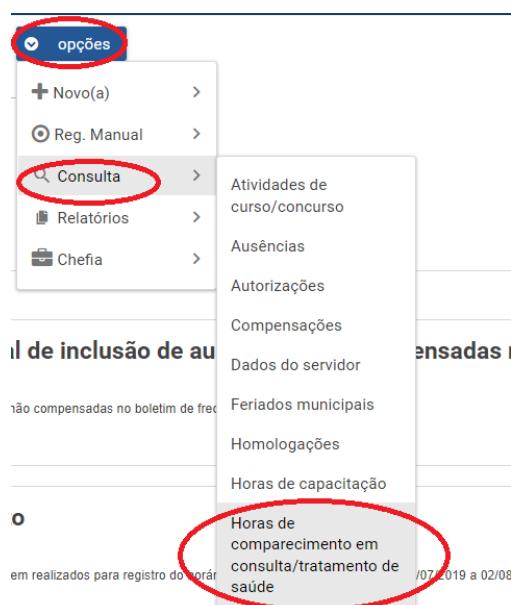 opções
Novo(a)
Reg. Manual
Consulta
Relatórios
Chefia
Atividades de
curso/concurso
Ausências
Autorizações
Compensações
Dados do servidor
Feriados municipais
Homologações
Horas de capacitação
Horas de
comparecimento em
consulta/tratamento de
saúde
l de inclusão de au ensadas
não compensadas no boletim de freq
o
em realizados para registro do horár /07/2019 a 02/08